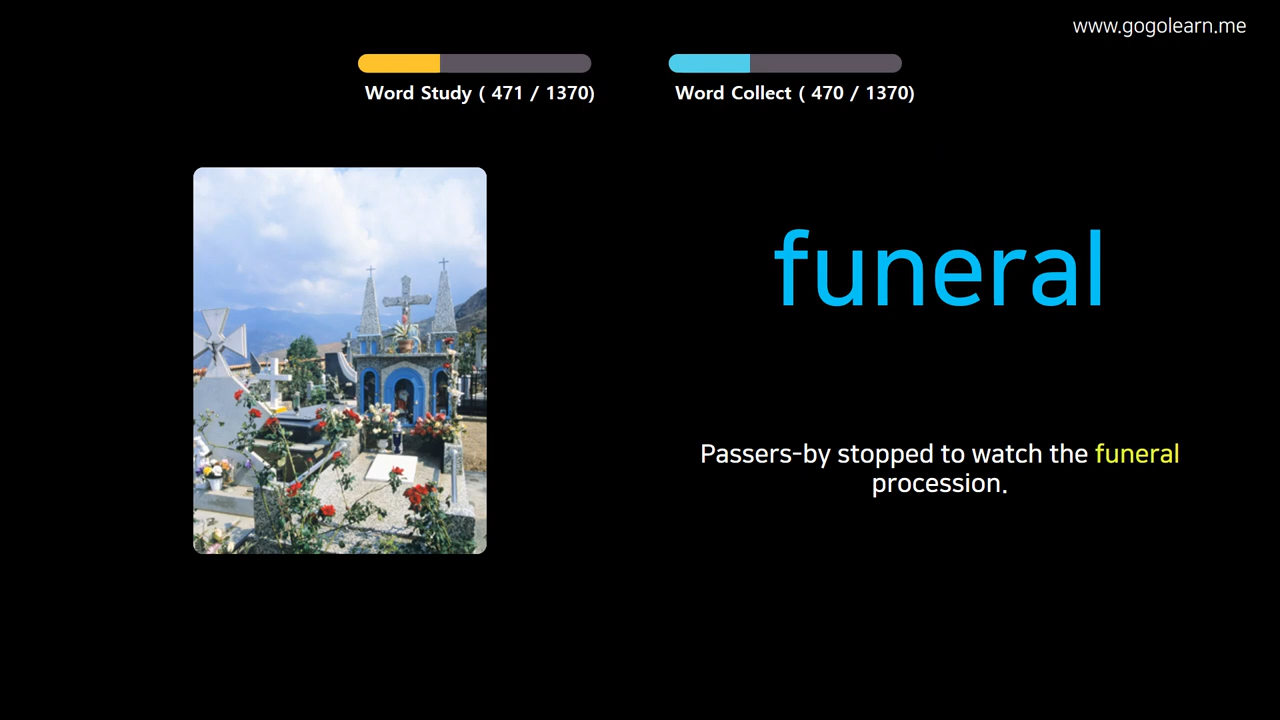 www.gogolearn.me
Word Study ( 471 / 1370)
Word Collect ( 470 / 1370)
funeral
Passers-by stopped to watch the funeral
procession.